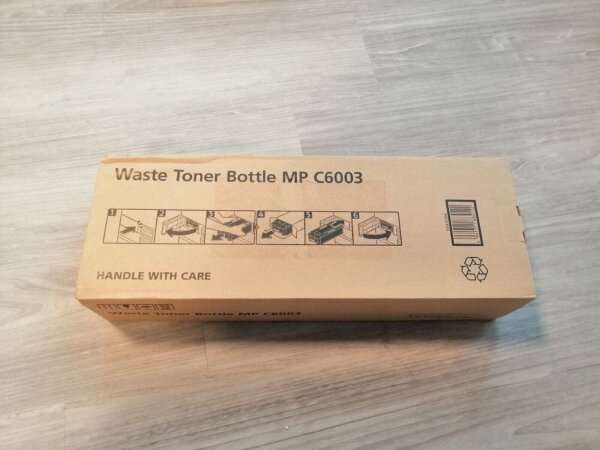 Waste Toner Bottle MP C6003
1 2 3 4 5 6
HANDLE WITH CARE
Waste Toner Bottle MP C6003